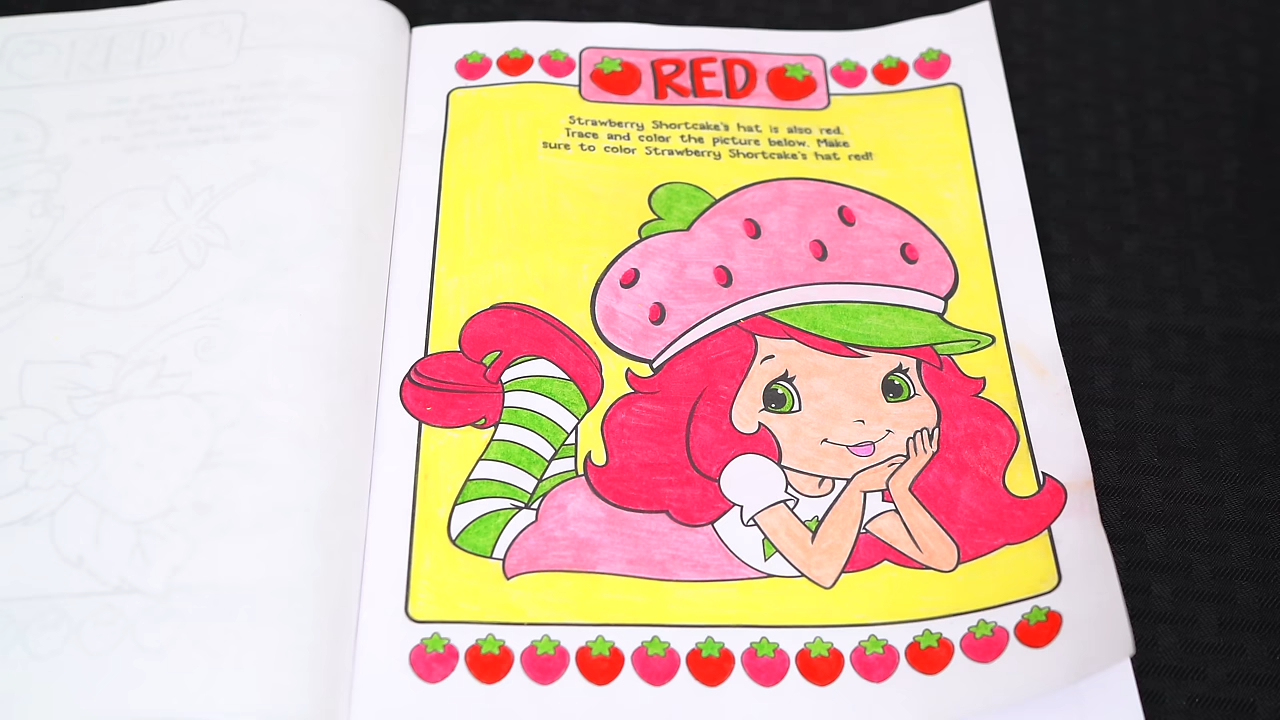 RED
Strawberry Shortcake's hat is also red.
Trace and color the picture below. Make
sure to color Strawberry Shortcake's hat red!